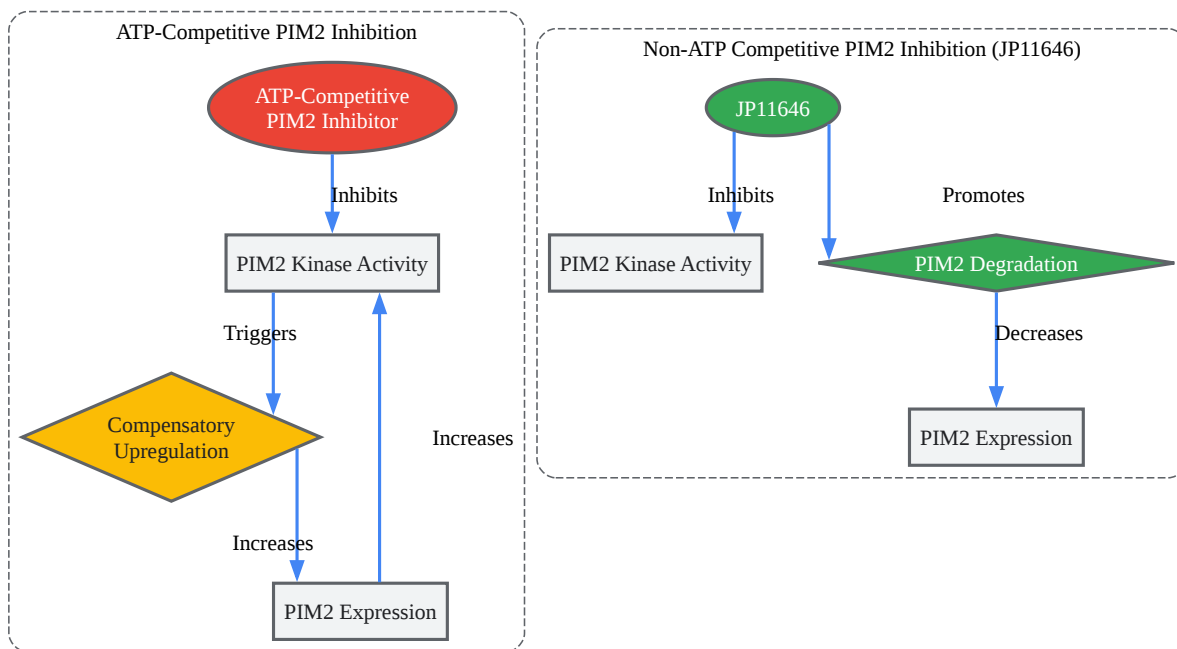 ATP-Competitive PIM2 Inhibition
ATP-Competitive
PIM2 Inhibitor
Inhibits
PIM2 Kinase Activity
Triggers
Compensatory
Upregulation
Increases
Increases
PIM2 Expression
Non-ATP Competitive PIM2 Inhibition (JP11646)
JP11646
Inhibits
Promotes
PIM2 Kinase Activity
PIM2 Degradation
Decreases
PIM2 Expression